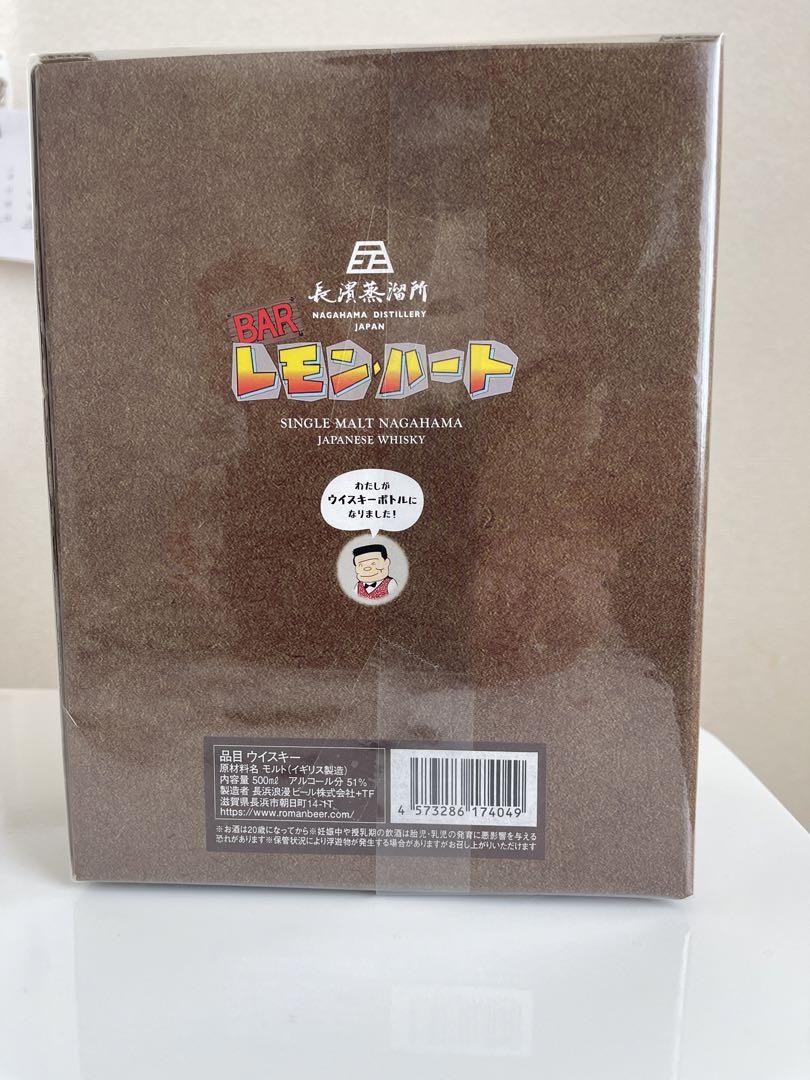 長濱蒸溜所
NAGAHAMA DISTILLERY
JAPAN
BAR
レモン・ハート
SINGLE MALT NAGAHAMA
JAPANESE WHISKY
わたしが
ウイスキーボトルに
なりました!
品目 ウイスキー
原材料名 モルト(イギリス製造)
内容量 500mℓ アルコール分 51%
製造者 長浜浪漫ビール株式会社+TF
滋賀県長浜市朝日町14-1T
https://www.romanbeer.com/
4 573286 174049
※お酒は20歳になってから※妊娠中や授乳期の飲酒は胎児・乳児の発育に悪影響を与える
恐れがあります※保管状況により浮遊物が発生する場合がありますがお召し上がりいただけます